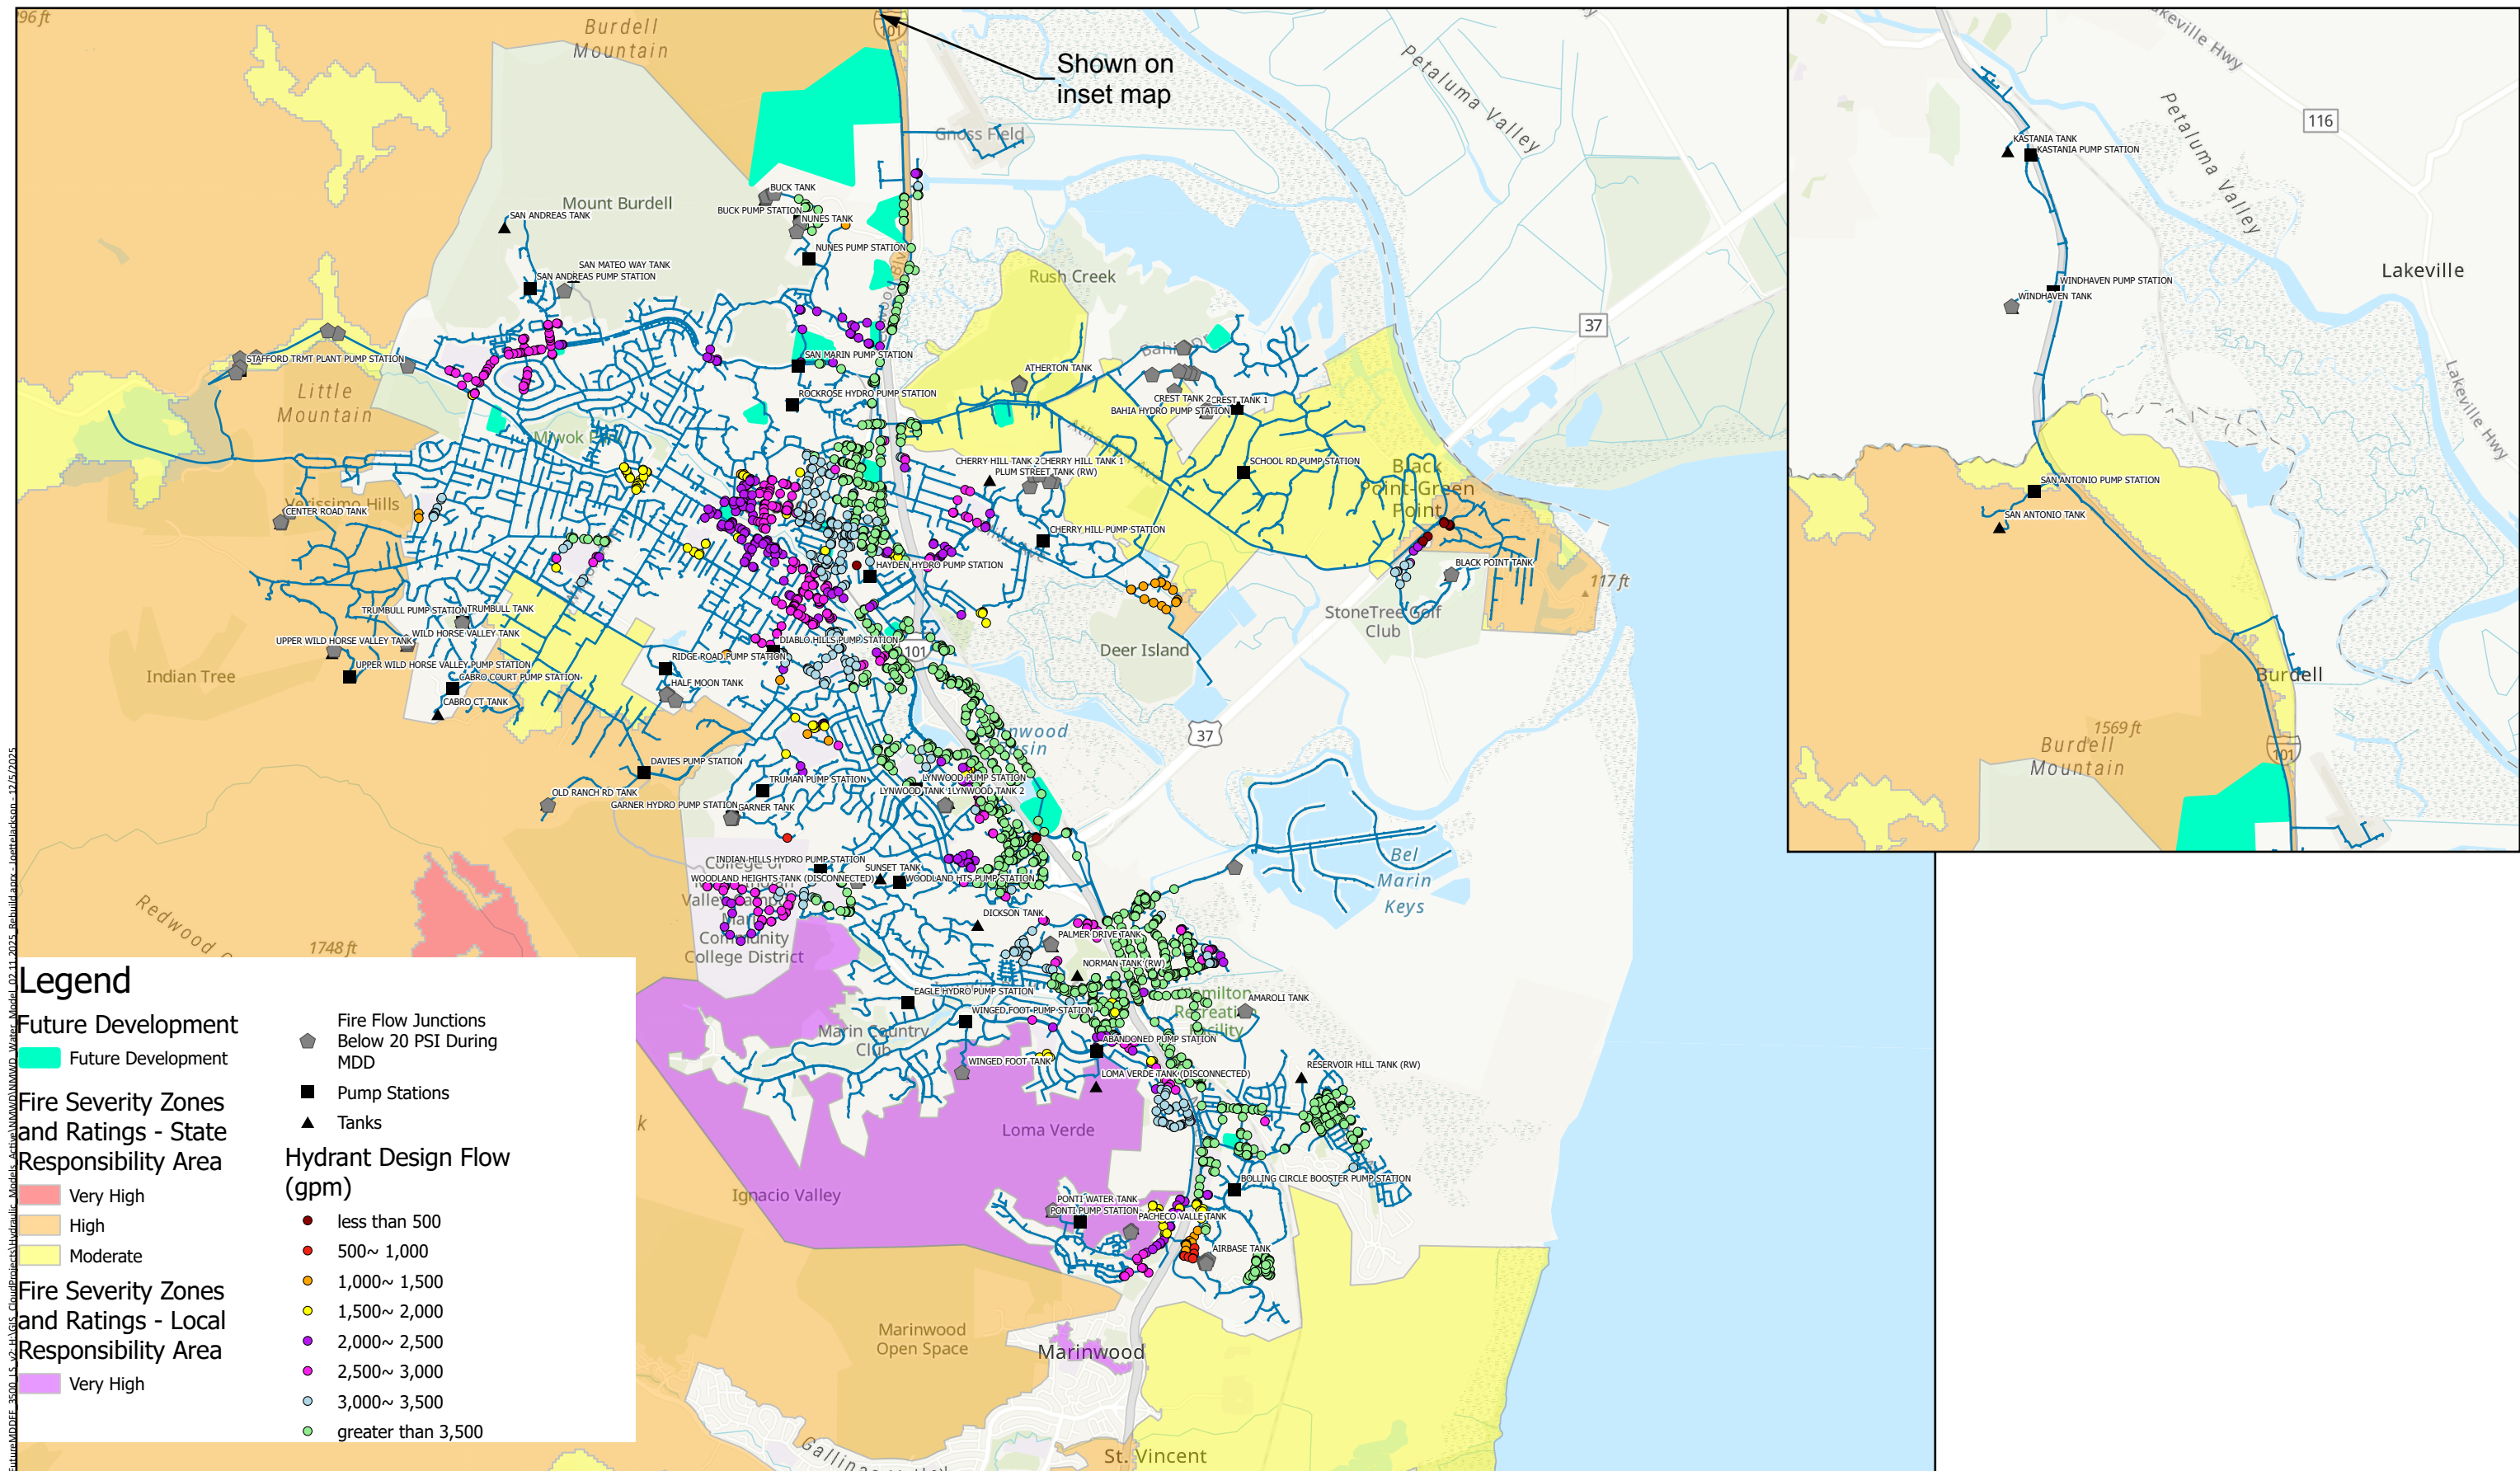 96 ft
Burdell
Mountain
101
Shown on
inset map
Petaluma Valley
Gnoss Field
Mount Burdell
BUCK TANK
BUCK PUMP STATION
NUNES TANK
NUNES PUMP STATION
SAN ANDREAS TANK
SAN MATEO WAY TANK
SAN ANDREAS PUMP STATION
Rush Creek
37
STAFFORD TRMT PLANT PUMP STATION
Little
Mountain
SAN MARIN PUMP STATION
ROCKROSE HYDRO PUMP STATION
ATHERTON TANK
CREST TANK 2
CREST TANK 1
BAHIA HYDRO PUMP STATION
Verissimo Hills
CENTER ROAD TANK
CHERRY HILL TANK 2
CHERRY HILL TANK 1
PLUM STREET TANK (RW)
SCHOOL RD PUMP STATION
Black
Point-Green
Point
CHERRY HILL PUMP STATION
HAYDEN HYDRO PUMP STATION
BLACK POINT TANK
117 ft
StoneTree Golf
Club
TRUMBULL PUMP STATION
TRUMBULL TANK
WILD HORSE VALLEY TANK
UPPER WILD HORSE VALLEY TANK
UPPER WILD HORSE VALLEY PUMP STATION
Indian Tree
CABRO COURT PUMP STATION
CABRO CT TANK
DIABLO HILLS PUMP STATION
RIDGE ROAD PUMP STATION
HALF MOON TANK
101
Deer Island
37
DAVIES PUMP STATION
OLD RANCH RD TANK
TRUMAN PUMP STATION
GARNER HYDRO PUMP STATION
GARNER TANK
LYNWOOD PUMP STATION
LYNWOOD TANK 1
LYNWOOD TANK 2
INDIAN HILLS HYDRO PUMP STATION
SUNSET TANK
WOODLAND HEIGHTS TANK (DISCONNECTED)
WOODLAND HTS PUMP STATION
College of
Community
College District
Bel
Marin
Keys
DICKSON TANK
PALMER DRIVE TANK
NORMAN TANK (RW)
EAGLE HYDRO PUMP STATION
WINGED FOOT PUMP STATION
AMAROLI TANK
Marin Country
Club
ABANDONED PUMP STATION
WINGED FOOT TANK
LOMA VERDE TANK (DISCONNECTED)
RESERVOIR HILL TANK (RW)
Loma Verde
Ignacio Valley
BOLLING CIRCLE BOOSTER PUMP STATION
PONTI WATER TANK
PONTI PUMP STATION
PACHECO VALLE TANK
AIRBASE TANK
Marinwood
Open Space
Marinwood
St. Vincent
Redwood
1748 ft
116
Lakeville Hwy
Petaluma Valley
KASTANIA TANK
KASTANIA PUMP STATION
Lakeville
WINDHAVEN PUMP STATION
WINDHAVEN TANK
Lakeville Hwy
SAN ANTONIO PUMP STATION
SAN ANTONIO TANK
Burdell
1569 ft
Burdell
Mountain
101
Legend
Future Development
Future Development
Fire Severity Zones
and Ratings - State
Responsibility Area
Very High
High
Moderate
Fire Severity Zones
and Ratings - Local
Responsibility Area
Very High
Fire Flow Junctions
Below 20 PSI During
MDD
Pump Stations
Tanks
Hydrant Design Flow
(gpm)
less than 500
500~ 1,000
1,000~ 1,500
1,500~ 2,000
2,000~ 2,500
2,500~ 3,000
3,000~ 3,500
greater than 3,500